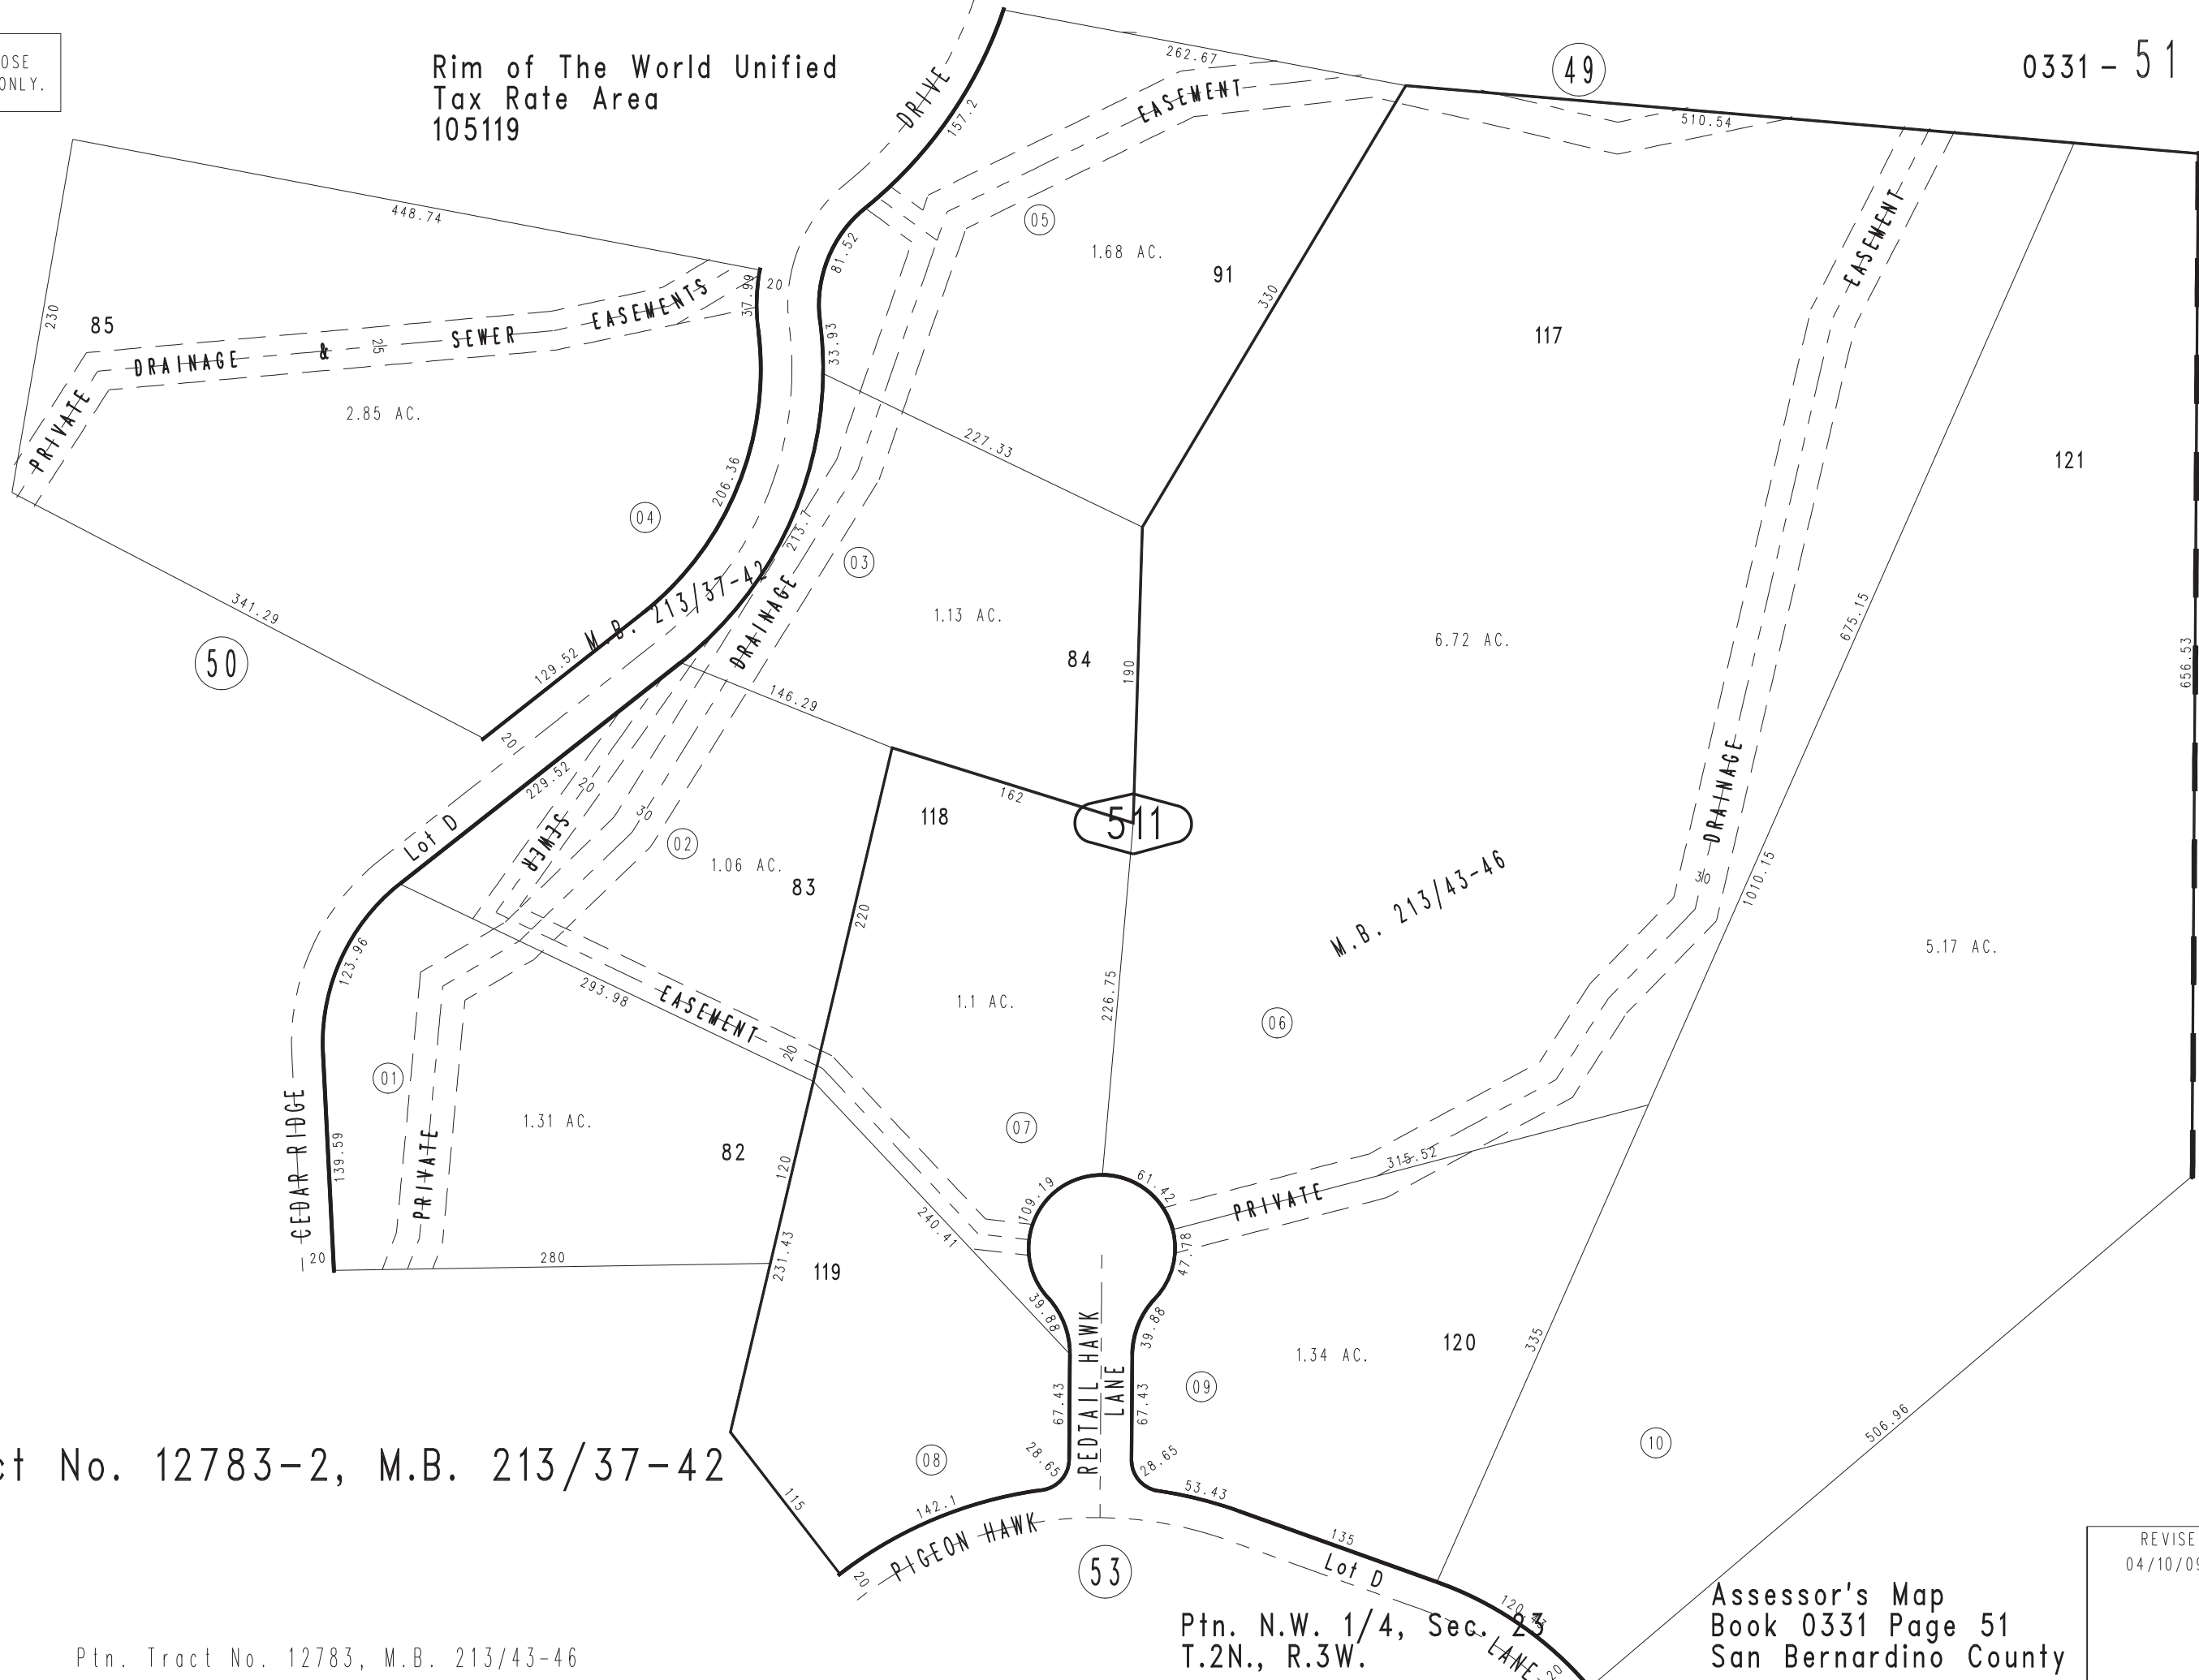 OSE
ONLY.
Rim of The World Unified
Tax Rate Area
105119
49
0331 - 51
DRIVE
157.2
262.67
EASEMENT
510.54
EASEMENT
448.74
230
85
PRIVATE DRAINAGE & SEWER EASEMENTS
25
37.99
20
81.52
33.93
05
1.68 AC.
91
330
117
121
2.85 AC.
227.33
206.36
04
213.7
03
M.B. 213/37-42
DRAINAGE
1.13 AC.
84
190
6.72 AC.
675.15
656.53
341.29
50
129.52
20
146.29
229.52
20
30
SEWER
162
511
118
02
1.06 AC.
83
Lot D
220
DRAINAGE
30
1010.15
M.B. 213/43-46
5.17 AC.
123.96
293.98
EASEMENT
20
1.1 AC.
226.75
06
01
CEDAR RIDGE
139.59
PRIVATE
1.31 AC.
82
120
07
315.52
PRIVATE
109.19
61.42
47.78
240.41
20
280
231.43
119
39.88
39.88
REDTAIL HAWK
LANE
1.34 AC.
120
335
67.43
67.43
09
10
506.96
08
28.65
28.65
ct No. 12783-2, M.B. 213/37-42
115
142.1
53.43
PIGEON HAWK
20
53
135
Lot D
LANE
20
REVISE
04/10/09
Ptn. N.W. 1/4, Sec. 23
T.2N., R.3W.
Assessor's Map
Book 0331 Page 51
San Bernardino County
Ptn. Tract No. 12783, M.B. 213/43-46